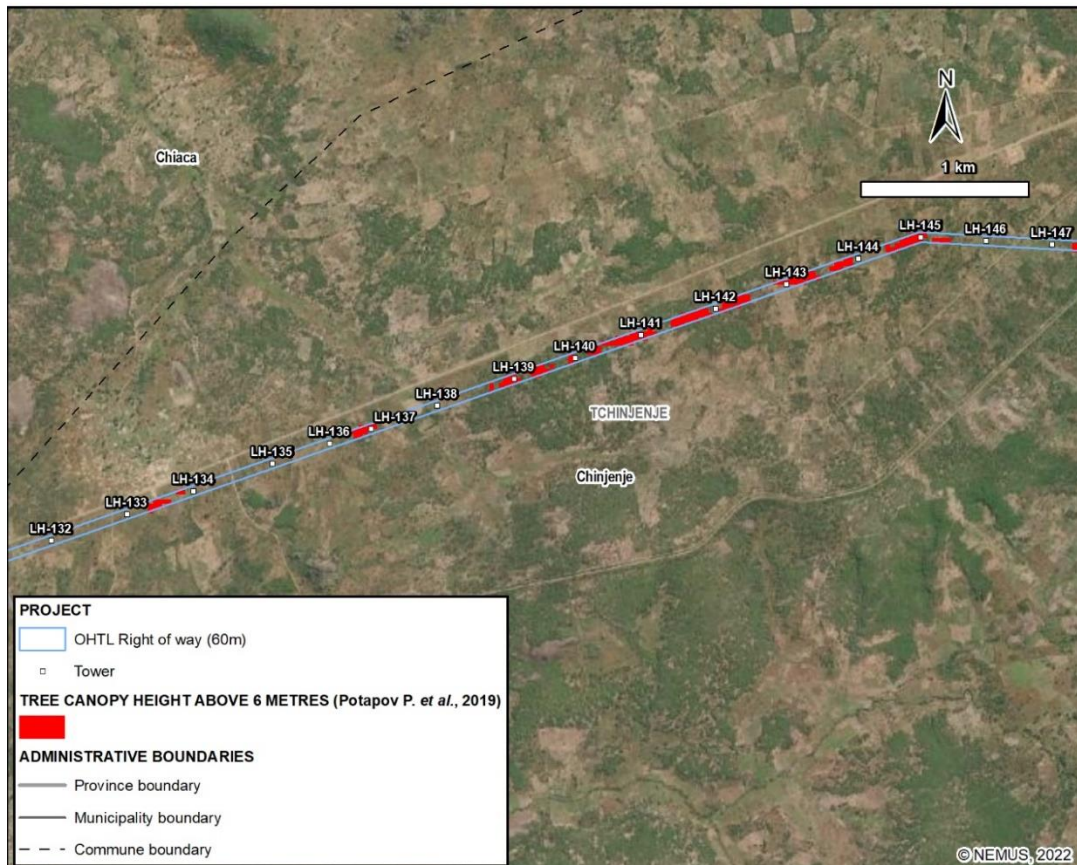 N
Chiaca
1 km
LH-145
LH-146
LH-147
LH-144
LH-143
LH-142
LH-141
LH-140
LH-139
LH-138
TCHINJENJE
LH-137
LH-136
LH-135
Chinjenje
LH-134
LH-133
LH-132
PROJECT
OHTL Right of way (60m)
Tower
TREE CANOPY HEIGHT ABOVE 6 METRES (Potapov P. et al., 2019)
ADMINISTRATIVE BOUNDARIES
Province boundary
Municipality boundary
Commune boundary
© NEMUS, 2022